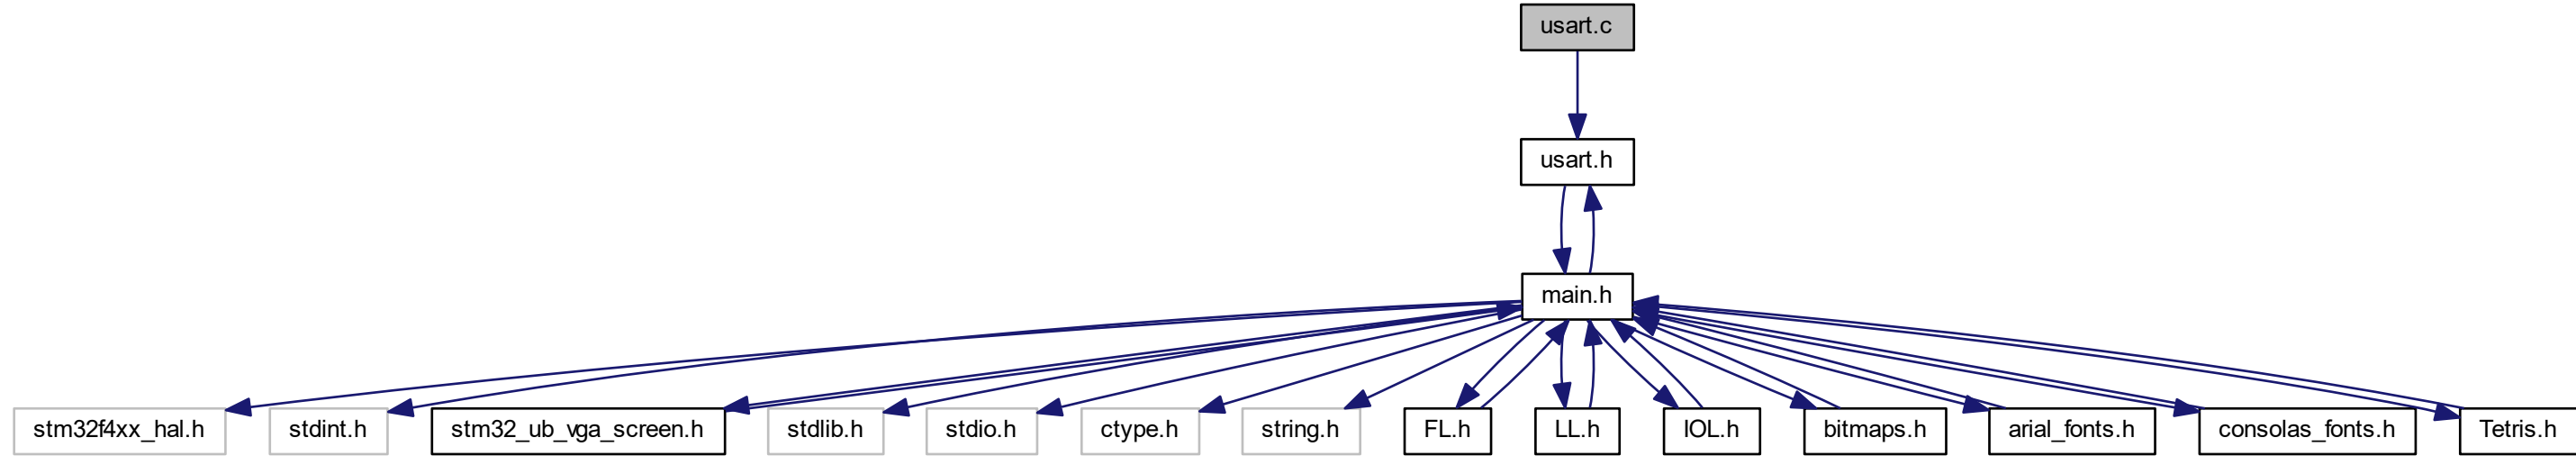 usart.c
usart.h
main.h
stm32f4xx_hal.h
stdint.h
stm32_ub_vga_screen.h
stdlib.h
stdio.h
ctype.h
string.h
FL.h
LL.h
IOL.h
bitmaps.h
arial_fonts.h
consolas_fonts.h
Tetris.h